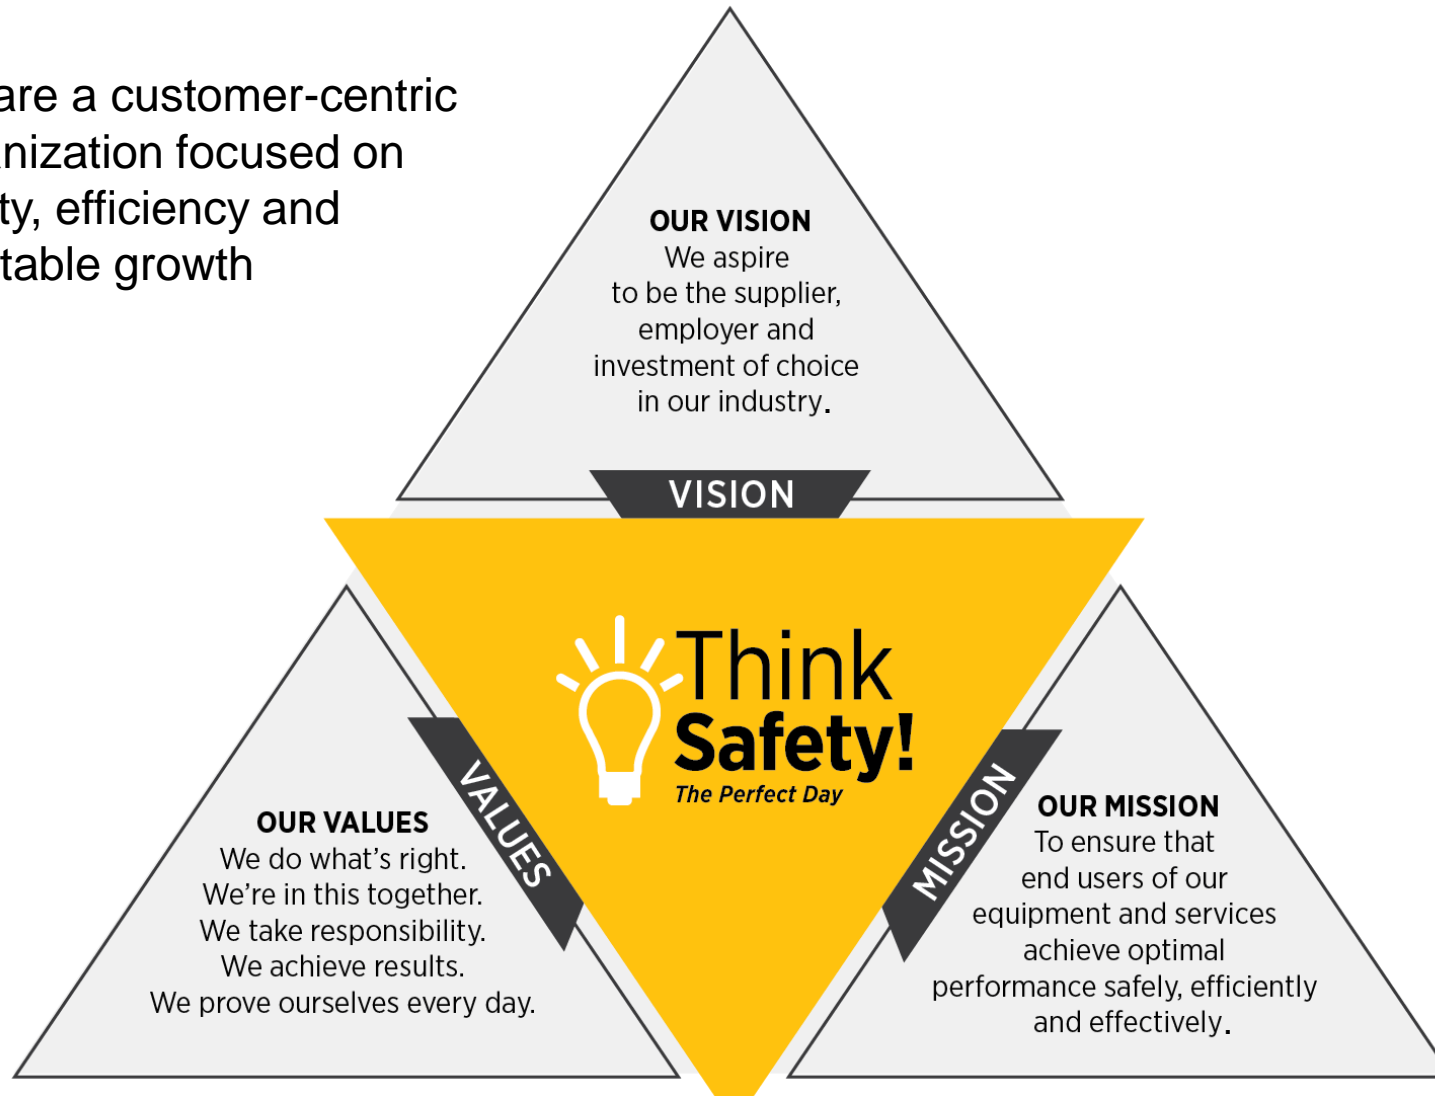 are a customer-centric
anization focused on
ty, efficiency and
table growth
OUR VISION
We aspire
to be the supplier,
employer and
investment of choice
in our industry.
VISION
Think
Safety!
The Perfect Day
VALUES
OUR VALUES
We do what's right.
We're in this together.
We take responsibility.
We achieve results.
We prove ourselves every day.
MISSION
OUR MISSION
To ensure that
end users of our
equipment and services
achieve optimal
performance safely, efficiently
and effectively.